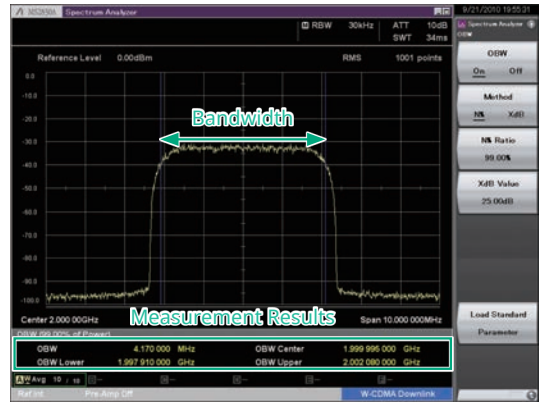 MS2830A Spectrum Analyzer
9/21/2010 19:55:31
M RBW 30kHz ATT 10dB
SWT 34ms
Spectrum Analyzer
OBW
Reference Level 0.00dBm RMS 1001 points
OBW
On Off
0.0
-10.0
Method
N% XdB
-20.0
Bandwidth
-30.0
N% Ratio
99.00%
-40.0
-50.0
XdB Value
25.00dB
-60.0
-70.0
-80.0
-90.0
-100.0
Measurement Results
Center 2.000 00GHz Span 10.000 000MHz
Load Standard
Parameter
OBW (99.00% of Power)
OBW 4.170 000 MHz OBW Center 1.999 995 000 GHz
OBW Lower 1.997 910 000 GHz OBW Upper 2.002 080 000 GHz
Avg 10 / 10
Ref.Int Pre-Amp Off W-CDMA Downlink